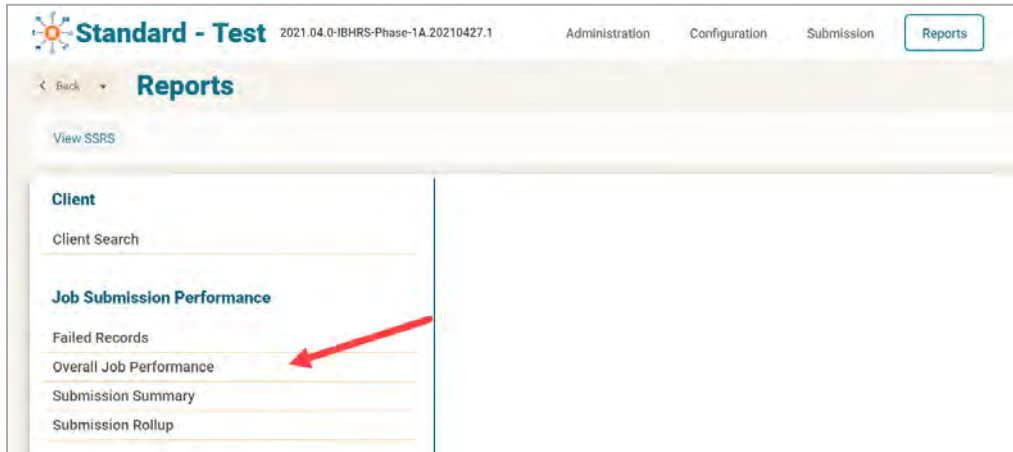 Standard - Test 2021.04.0-IBHRS-Phase-1A.20210427.1 Administration Configuration Submission Reports
Back Reports
View SSRS
Client
Client Search
Job Submission Performance
Failed Records
Overall Job Performance
Submission Summary
Submission Rollup